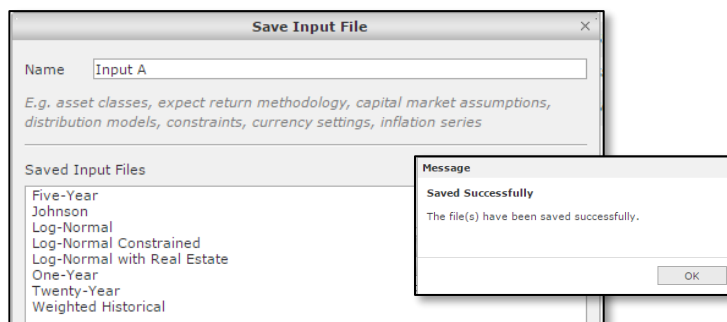 Save Input File
Name Input A
E.g. asset classes, expect return methodology, capital market assumptions,
distribution models, constraints, currency settings, inflation series
Saved Input Files
Five-Year
Johnson
Log-Normal
Log-Normal Constrained
Log-Normal with Real Estate
One-Year
Twenty-Year
Weighted Historical
Message
Saved Successfully
The file(s) have been saved successfully.
OK